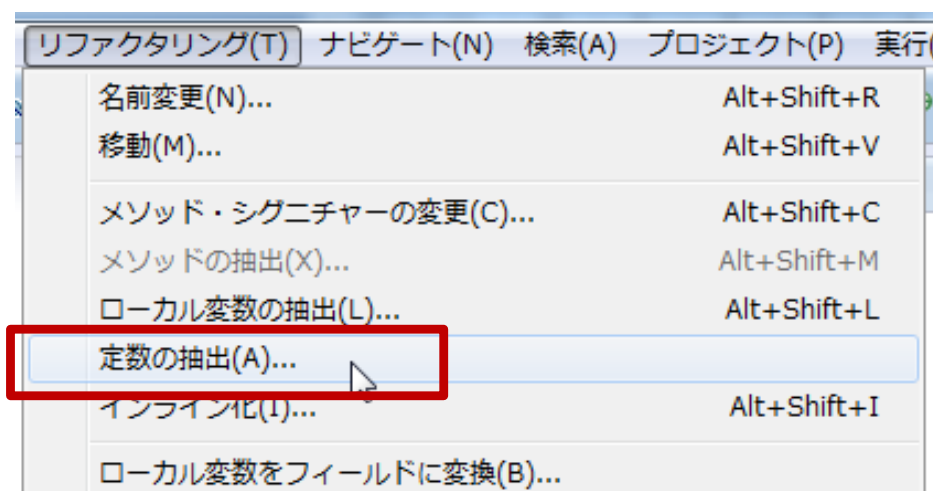 リファクタリング(T) ナビゲート(N) 検索(A) プロジェクト(P) 実行(
名前変更(N)... Alt+Shift+R
移動(M)... Alt+Shift+V
メソッド・シグニチャーの変更(C)... Alt+Shift+C
メソッドの抽出(X)... Alt+Shift+M
ローカル変数の抽出(L)... Alt+Shift+L
定数の抽出(A)...
インライン化(I)... Alt+Shift+I
ローカル変数をフィールドに変換(B)...